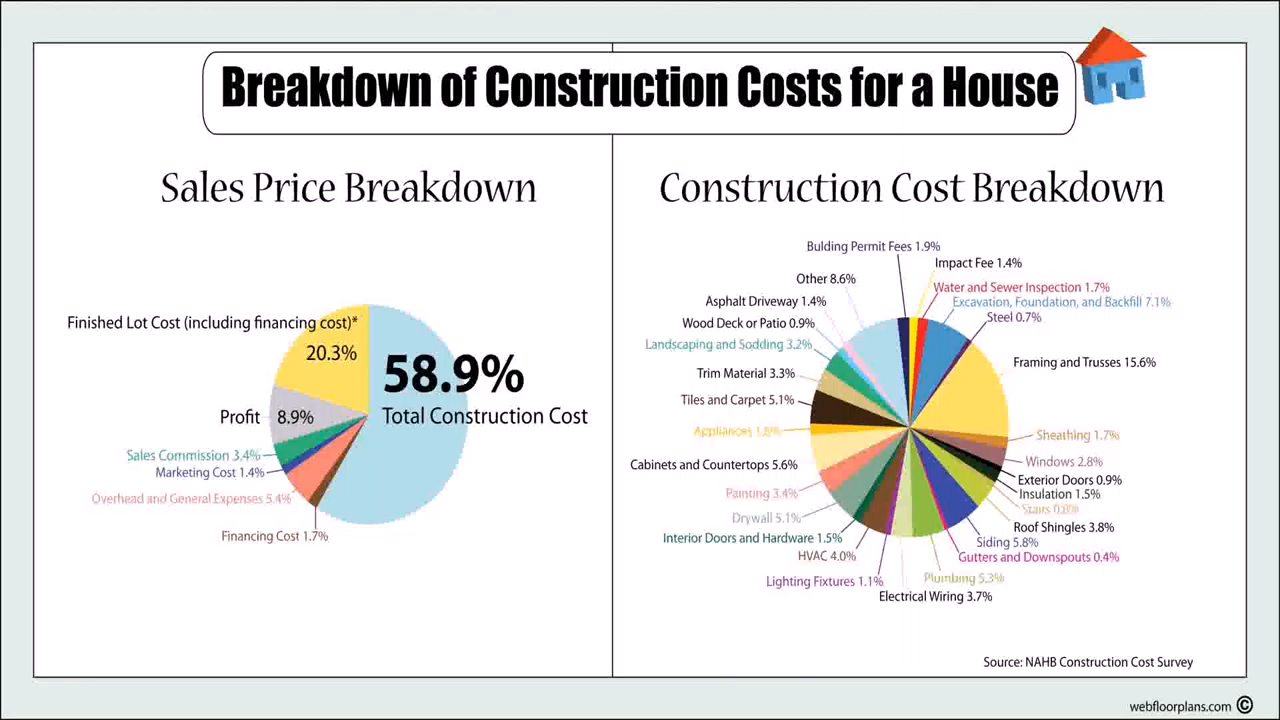 Breakdown of Construction Costs for a House
Sales Price Breakdown
Finished Lot Cost (including financing cost)*
20.3%
58.9%
Total Construction Cost
Profit 8.9%
Sales Commission 3.4%
Marketing Cost 1.4%
Overhead and General Expenses 5.4%
Financing Cost 1.7%
Construction Cost Breakdown
Bulding Permit Fees 1.9%
Impact Fee 1.4%
Water and Sewer Inspection 1.7%
Excavation, Foundation, and Backfill 7.1%
Steel 0.7%
Framing and Trusses 15.6%
Sheathing 1.7%
Windows 2.8%
Exterior Doors 0.9%
Insulation 1.5%
Stairs 0.8%
Roof Shingles 3.8%
Siding 5.8%
Gutters and Downspouts 0.4%
Plumbing 5.3%
Electrical Wiring 3.7%
Lighting Fixtures 1.1%
HVAC 4.0%
Interior Doors and Hardware 1.5%
Drywall 5.1%
Painting 3.4%
Cabinets and Countertops 5.6%
Appliances 1.8%
Tiles and Carpet 5.1%
Trim Material 3.3%
Landscaping and Sodding 3.2%
Wood Deck or Patio 0.9%
Asphalt Driveway 1.4%
Other 8.6%
Source: NAHB Construction Cost Survey
webfloorplans.com ©